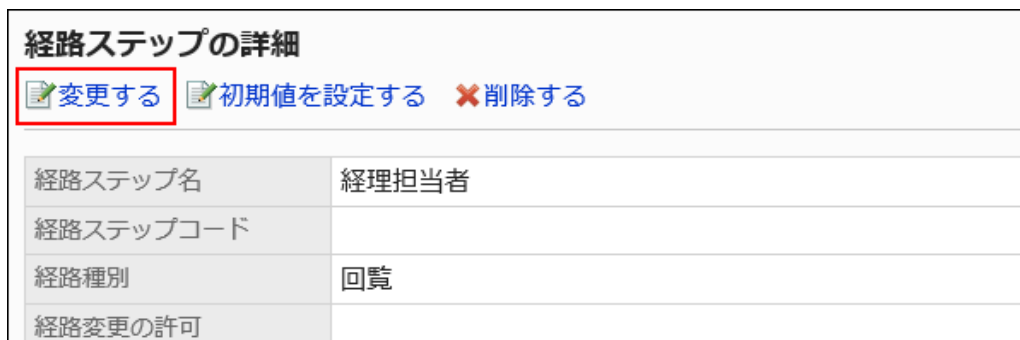 経路ステップの詳細
変更する 初期値を設定する 削除する
経路ステップ名 経理担当者
経路ステップコード
経路種別 回覧
経路変更の許可